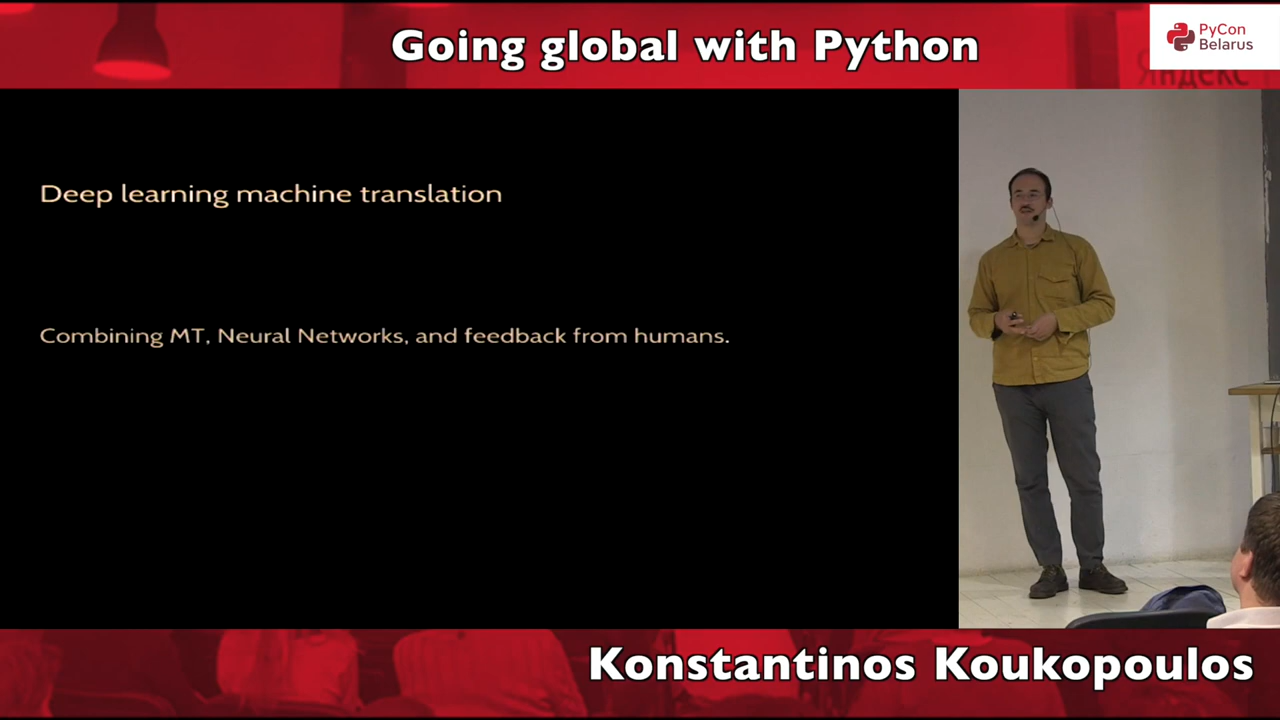 Going global with Python
PyCon
Belarus
Яндекс
Deep learning machine translation
Combining MT, Neural Networks, and feedback from humans.
Konstantinos Koukopoulos